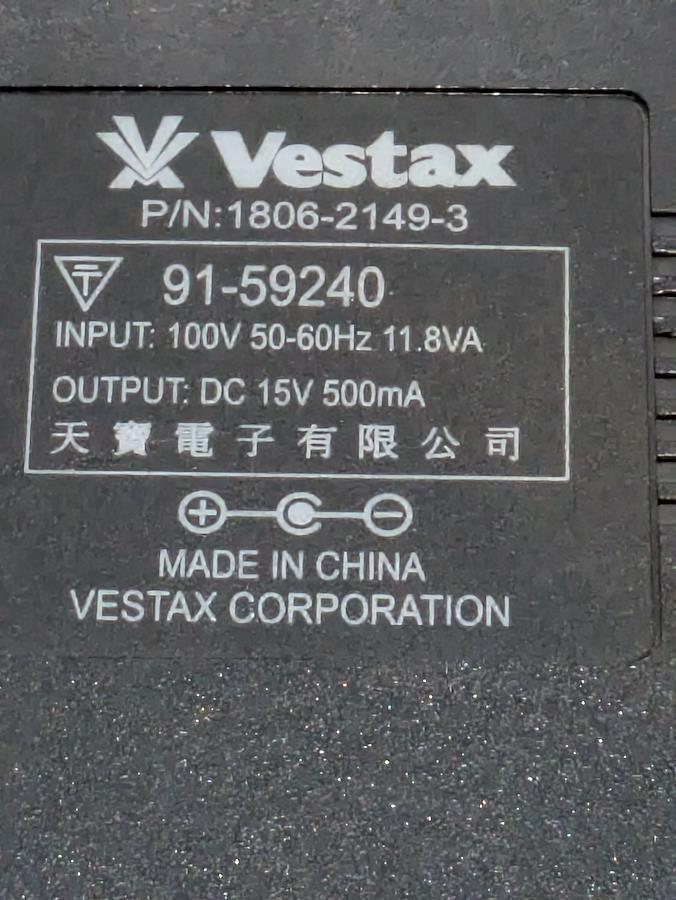 Vestax
P/N:1806-2149-3
91-59240
INPUT: 100V 50-60Hz 11.8VA
OUTPUT: DC 15V 500mA
天寶電子有限公司
MADE IN CHINA
VESTAX CORPORATION